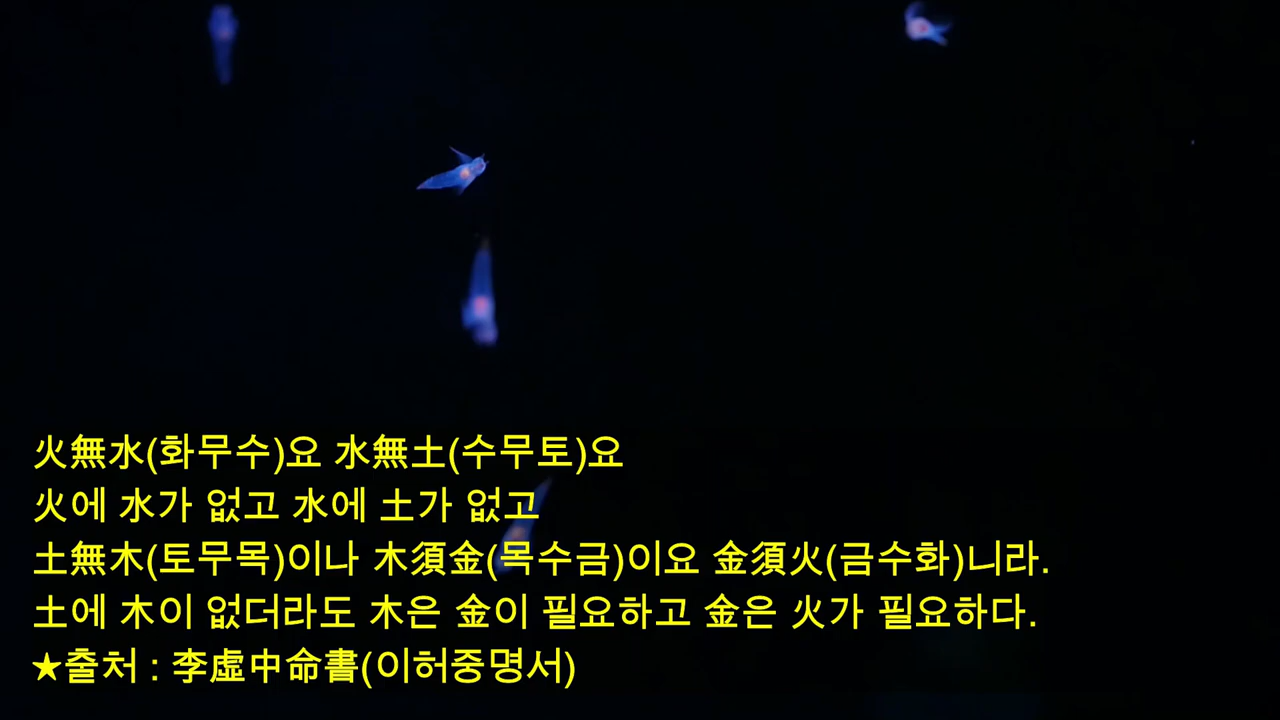 火無水(화무수)요 水無土(수무토)요
火에 水가 없고 水에 土가 없고
土無木(토무목)이나 木須金(목수금)이요 金須火(금수화)니라.
土에 木이 없더라도 木은 金이 필요하고 金은 火가 필요하다.
★출처 : 李虛中命書(이허중명서)